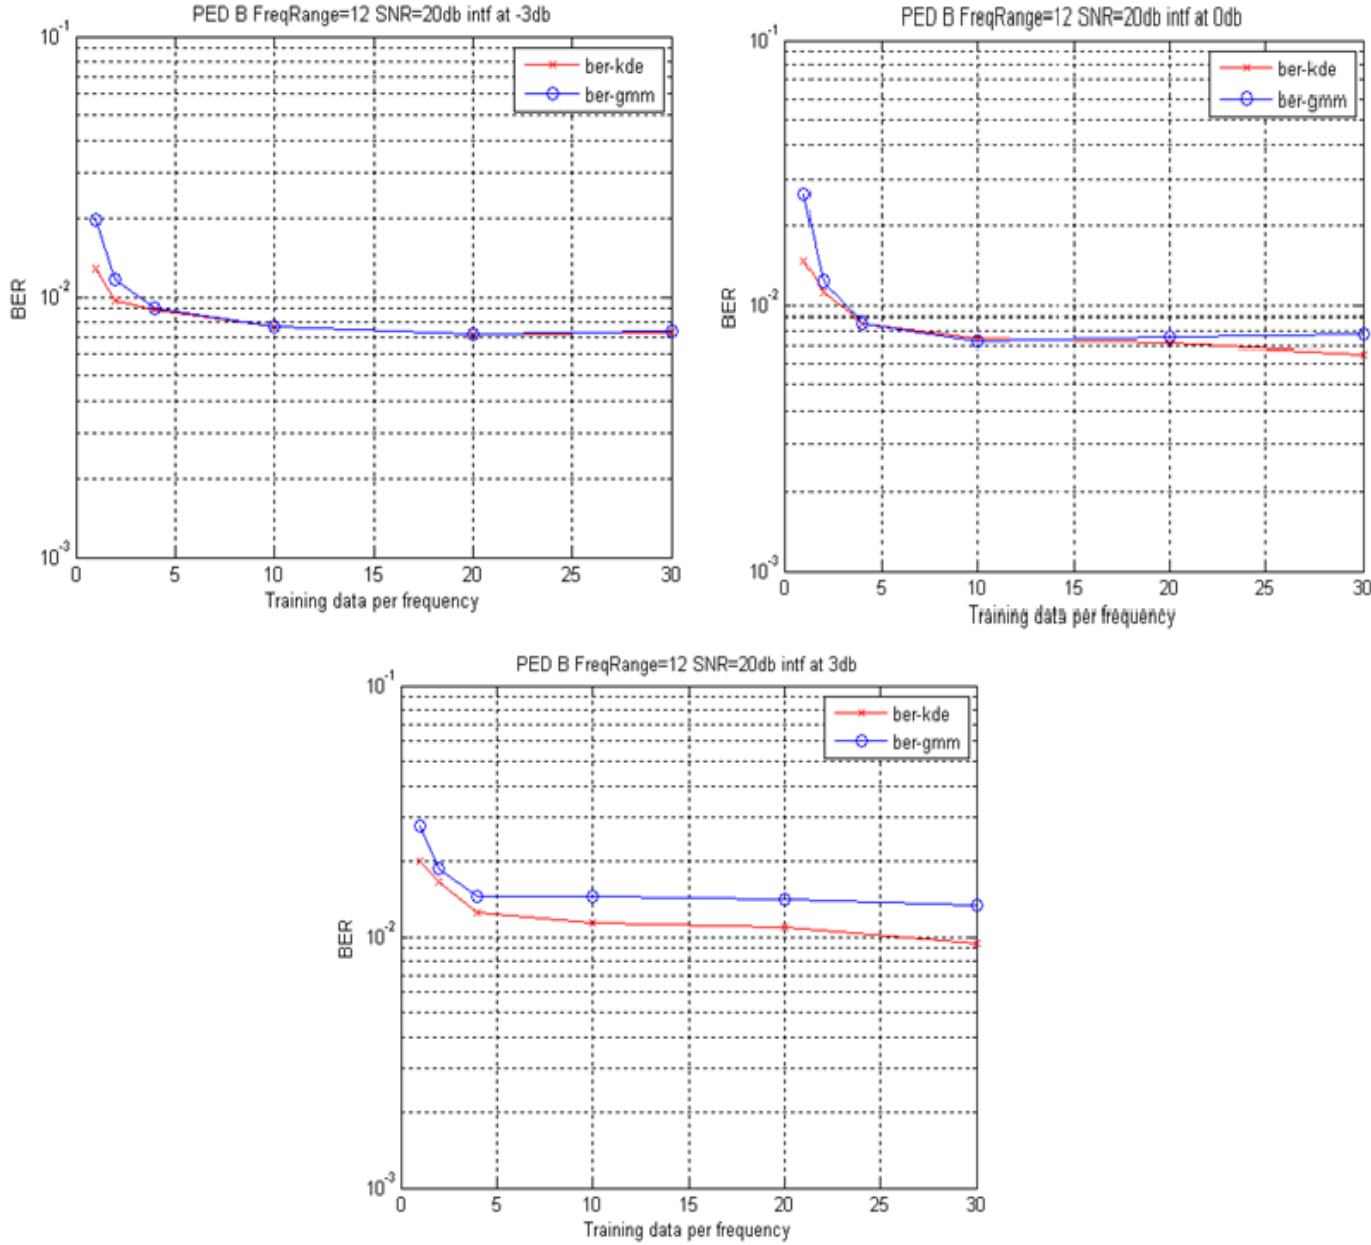 PED B FreqRange=12 SNR=20db intf at -3db
10^-1
ber-kde
ber-gmm
10^-2
BER
10^-3
0 5 10 15 20 25 30
Training data per frequency
PED B FreqRange=12 SNR=20db intf at 0db
10^-1
ber-kde
ber-gmm
10^-2
BER
10^-3
0 5 10 15 20 25 30
Training data per frequency
PED B FreqRange=12 SNR=20db intf at 3db
10^-1
ber-kde
ber-gmm
10^-2
BER
10^-3
0 5 10 15 20 25 30
Training data per frequency